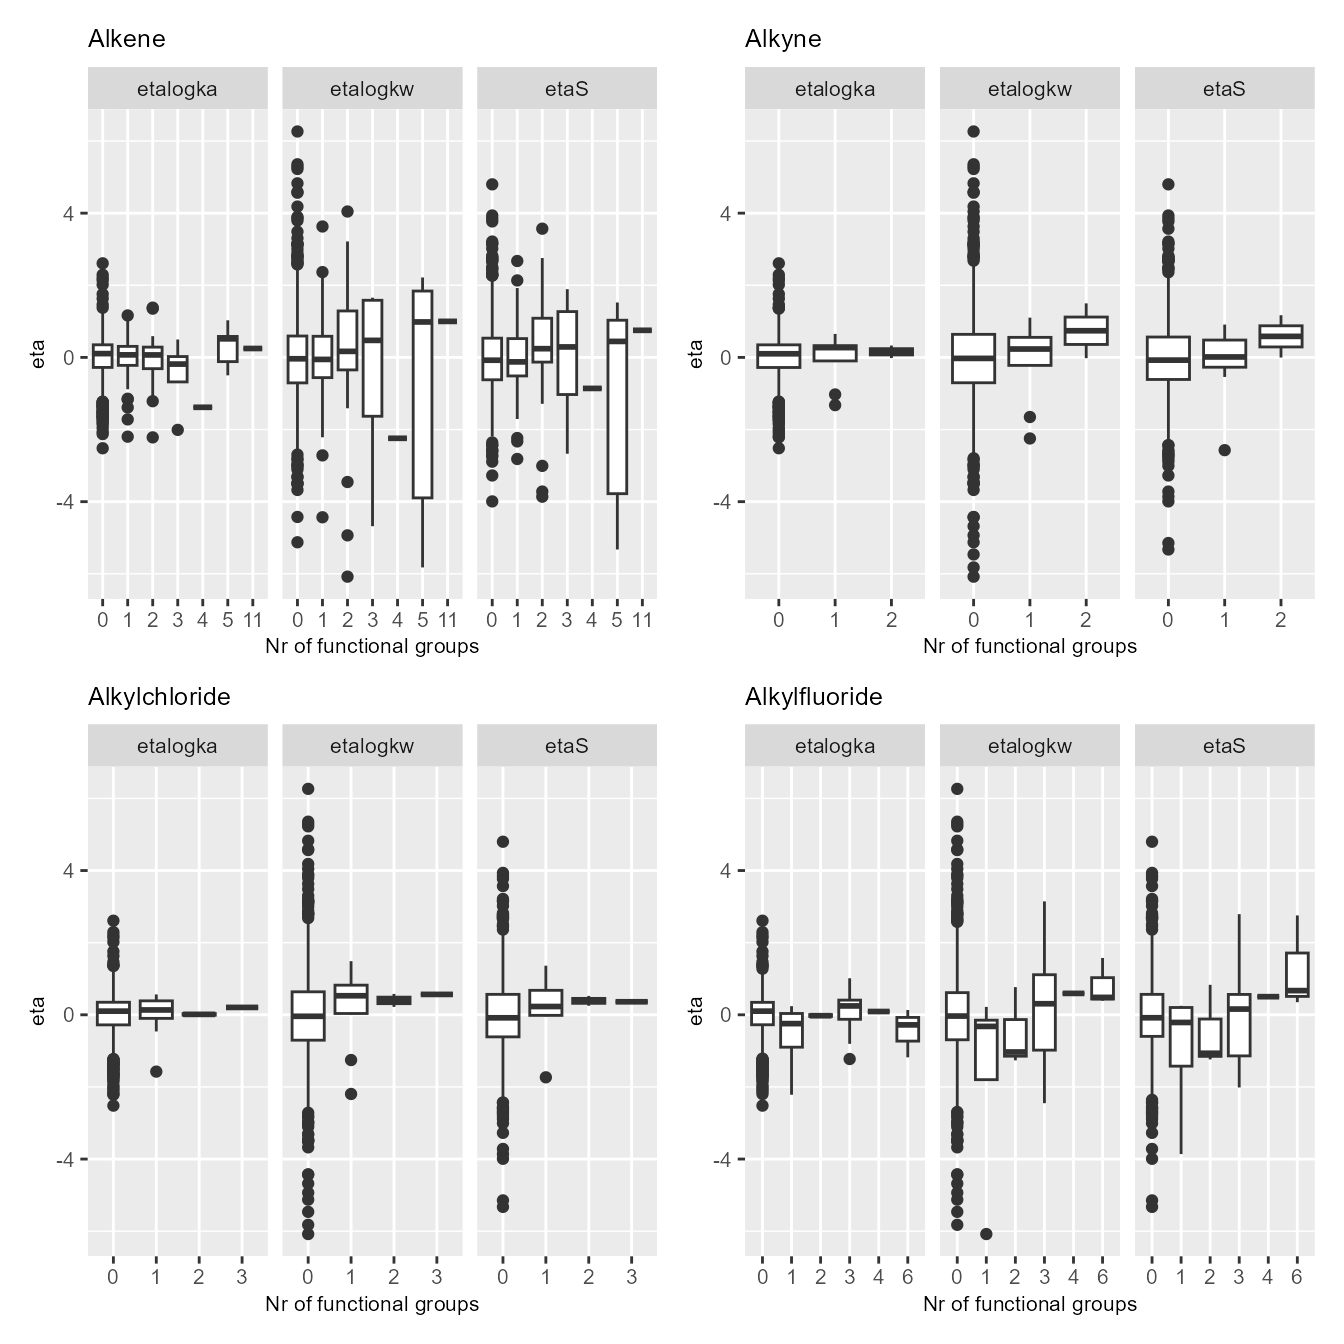 Alkene
etalogka etalogkw etaS
4
0
-4
eta
0 1 2 3 4 5 11 0 1 2 3 4 5 11 0 1 2 3 4 5 11
Nr of functional groups
Alkyne
etalogka etalogkw etaS
4
0
-4
eta
0 1 2 0 1 2 0 1 2
Nr of functional groups
Alkylchloride
etalogka etalogkw etaS
4
0
-4
eta
0 1 2 3 0 1 2 3 0 1 2 3
Nr of functional groups
Alkylfluoride
etalogka etalogkw etaS
4
0
-4
eta
0 1 2 3 4 6 0 1 2 3 4 6 0 1 2 3 4 6
Nr of functional groups